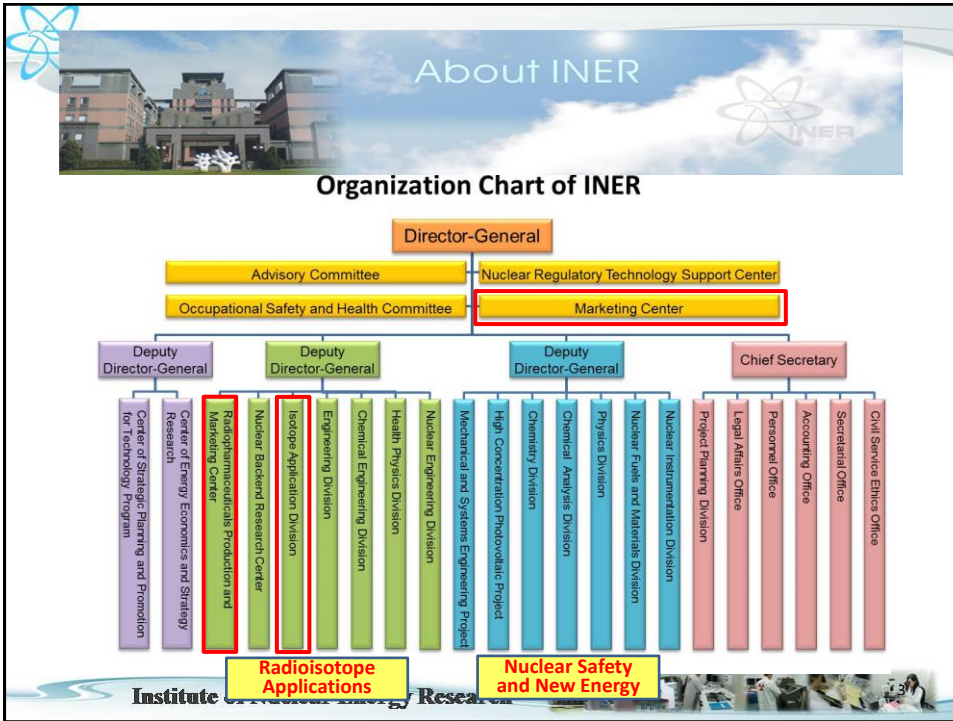 About INER
INER
Organization Chart of INER
Director-General
Advisory Committee
Nuclear Regulatory Technology Support Center
Occupational Safety and Health Committee
Marketing Center
Deputy
Director-General
Deputy
Director-General
Deputy
Director-General
Chief Secretary
Center of Strategic Planning and Promotion
for Technology Program
Center of Energy Economics and Strategy
Research
Radiopharmaceuticals Production and
Marketing Center
Nuclear Backend Research Center
Isotope Application Division
Engineering Division
Chemical Engineering Division
Health Physics Division
Nuclear Engineering Division
Mechanical and Systems Engineering Project
High Concentration Photovoltaic Project
Chemistry Division
Chemical Analysis Division
Physics Division
Nuclear Fuels and Materials Division
Nuclear Instrumentation Division
Project Planning Division
Legal Affairs Office
Personnel Office
Accounting Office
Secretarial Office
Civil Service Ethics Office
Radioisotope
Applications
Nuclear Safety
and New Energy
Institute of Nuclear Energy Research
3